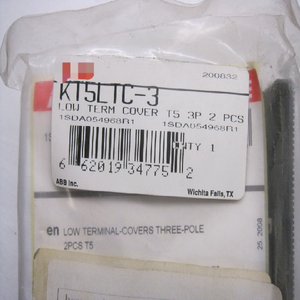 200832
KT5LTC-3
LOW TERM COVER T5 3P 2 PCS
1SDA054968R1 1SDA054968R1
QNTY 1
6 62019 34775 2
ABB Inc. Wichita Falls, TX
en LOW TERMINAL-COVERS THREE-POLE
2PCS T5